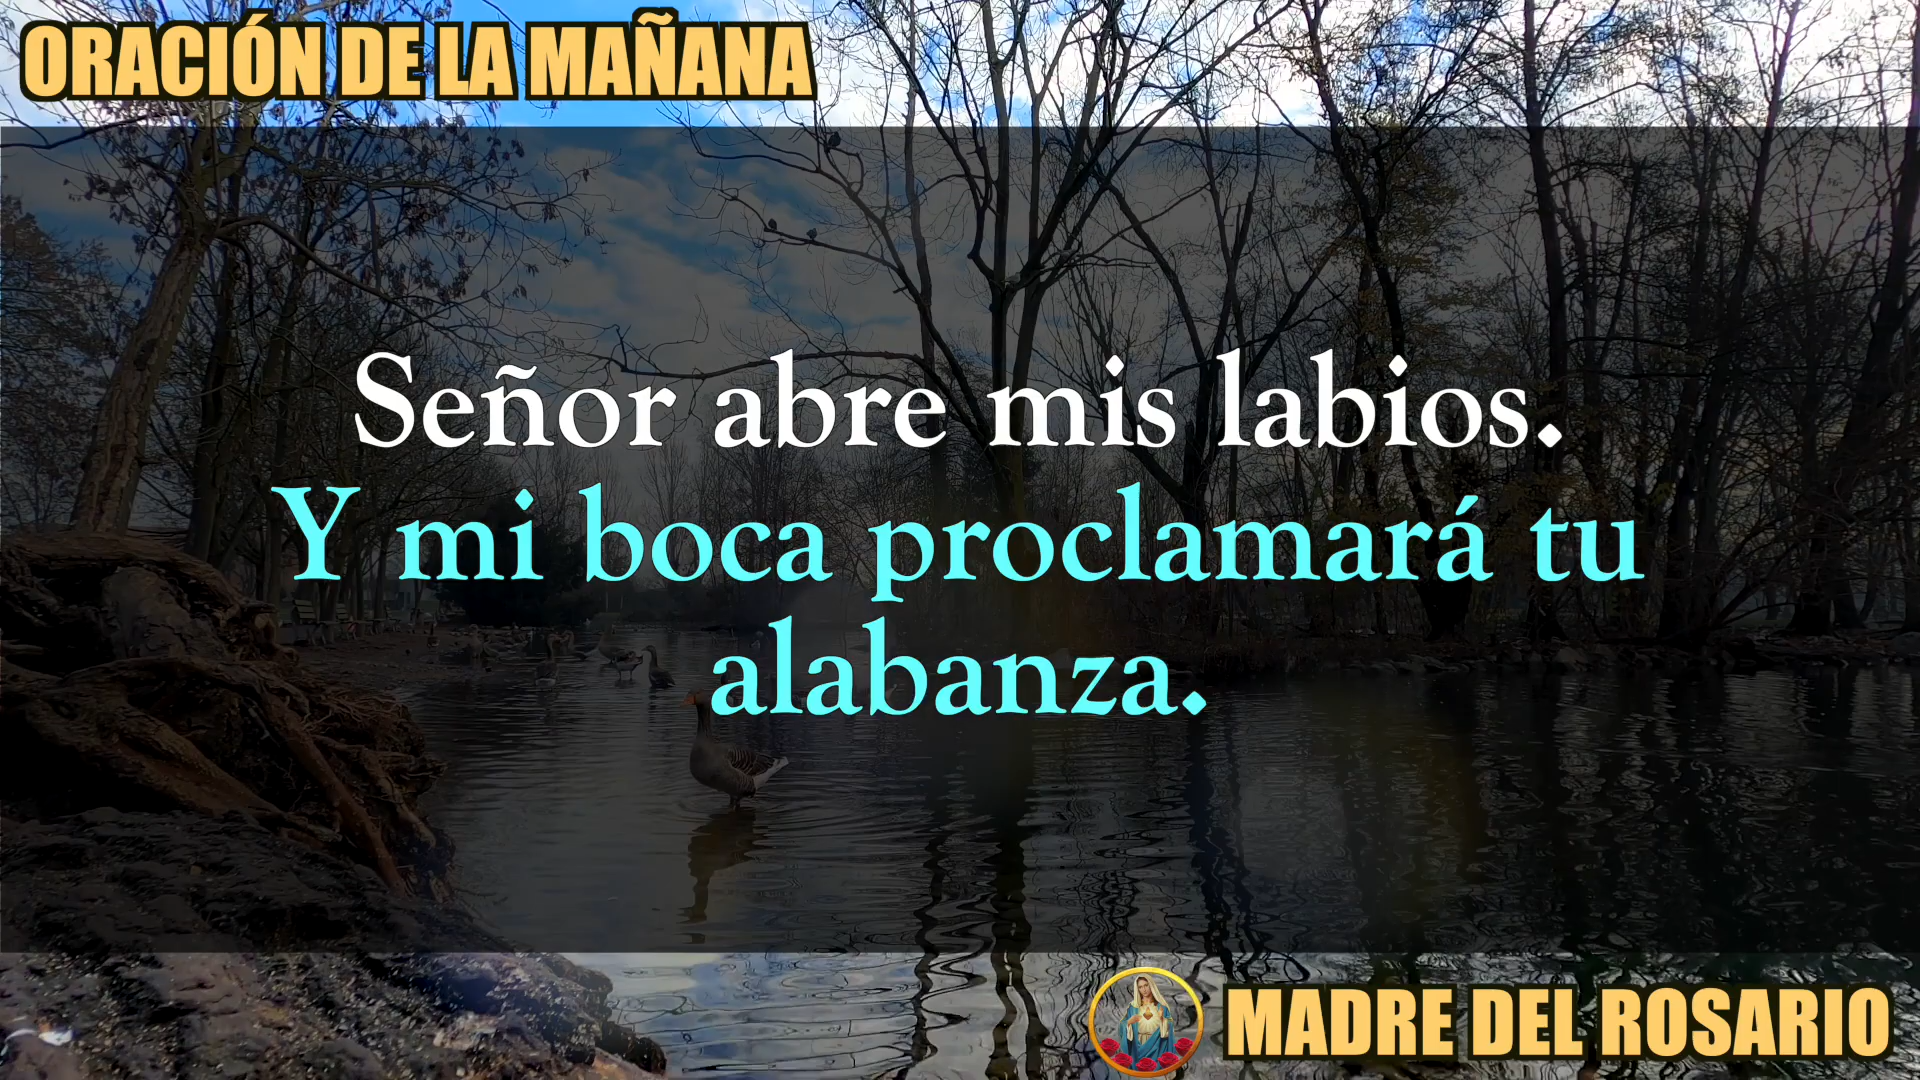 ORACIÓN DE LA MAÑANA
Señor abre mis labios.
Y mi boca proclamará tu
alabanza.
MADRE DEL ROSARIO